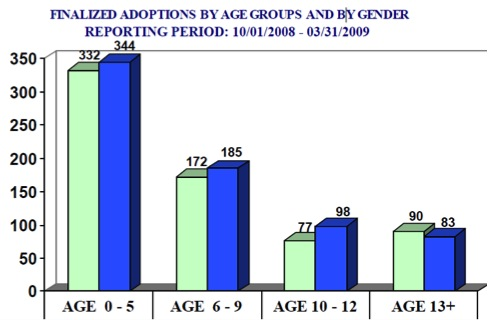 FINALIZED ADOPTIONS BY AGE GROUPS AND BY GENDER
REPORTING PERIOD: 10/01/2008 - 03/31/2009
350
300
250
200
150
100
50
0
332
344
172
185
77
98
90
83
AGE 0 - 5
AGE 6 - 9
AGE 10 - 12
AGE 13+